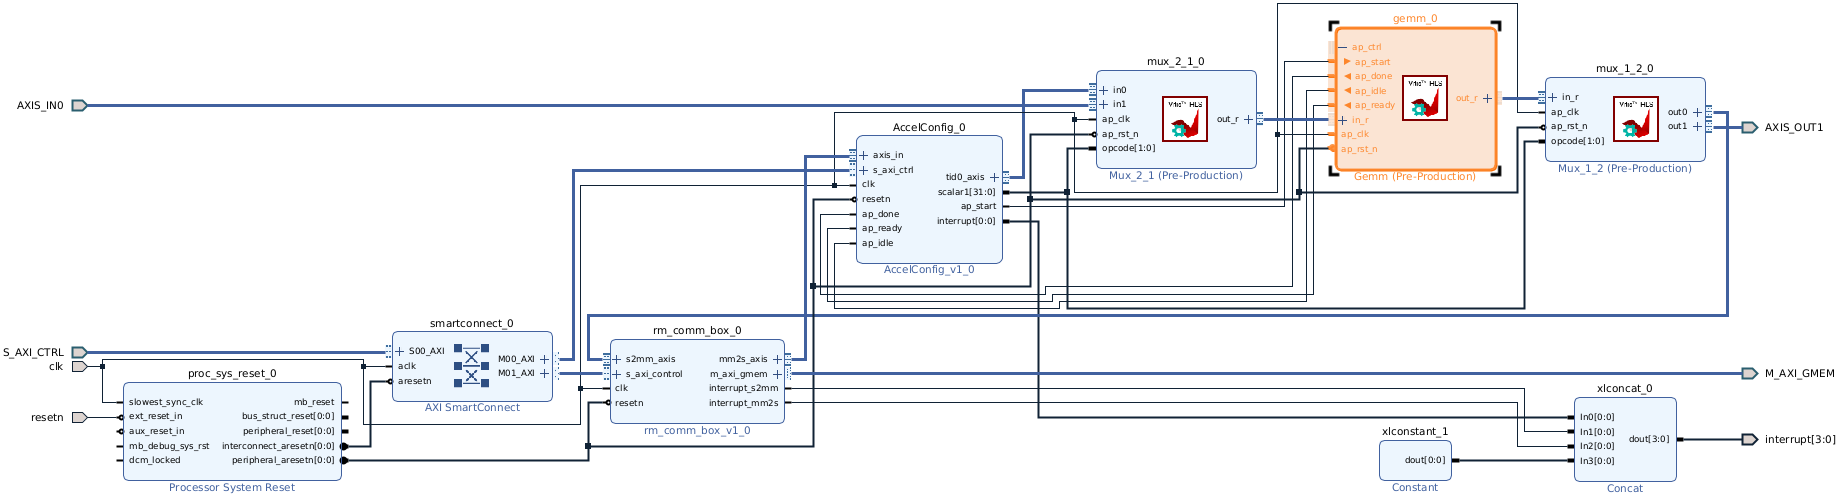 AXIS_IN0
S_AXI_CTRL
clk
resetn
proc_sys_reset_0
slowest_sync_clk
ext_reset_in
aux_reset_in
mb_debug_sys_rst
dcm_locked
mb_reset
bus_struct_reset[0:0]
peripheral_reset[0:0]
interconnect_aresetn[0:0]
peripheral_aresetn[0:0]
Processor System Reset
smartconnect_0
S00_AXI
aclk
aresetn
M00_AXI
M01_AXI
AXI SmartConnect
rm_comm_box_0
s2mm_axis
s_axi_control
clk
resetn
mm2s_axis
m_axi_gmem
interrupt_s2mm
interrupt_mm2s
rm_comm_box_v1_0
AccelConfig_0
axis_in
s_axi_ctrl
clk
resetn
ap_done
ap_ready
ap_idle
tid0_axis
scalar1[31:0]
ap_start
interrupt[0:0]
AccelConfig_v1_0
mux_2_1_0
in0
in1
ap_clk
ap_rst_n
opcode[1:0]
Vivado™ HLS
out_r
Mux_2_1 (Pre-Production)
gemm_0
ap_ctrl
ap_start
ap_done
ap_idle
ap_ready
in_r
ap_clk
ap_rst_n
Vivado™ HLS
out_r
Gemm (Pre-Production)
mux_1_2_0
in_r
ap_clk
ap_rst_n
opcode[1:0]
Vivado™ HLS
out0
out1
Mux_1_2 (Pre-Production)
xlconstant_1
dout[0:0]
Constant
xlconcat_0
In0[0:0]
In1[0:0]
In2[0:0]
In3[0:0]
dout[3:0]
Concat
AXIS_OUT1
M_AXI_GMEM
interrupt[3:0]